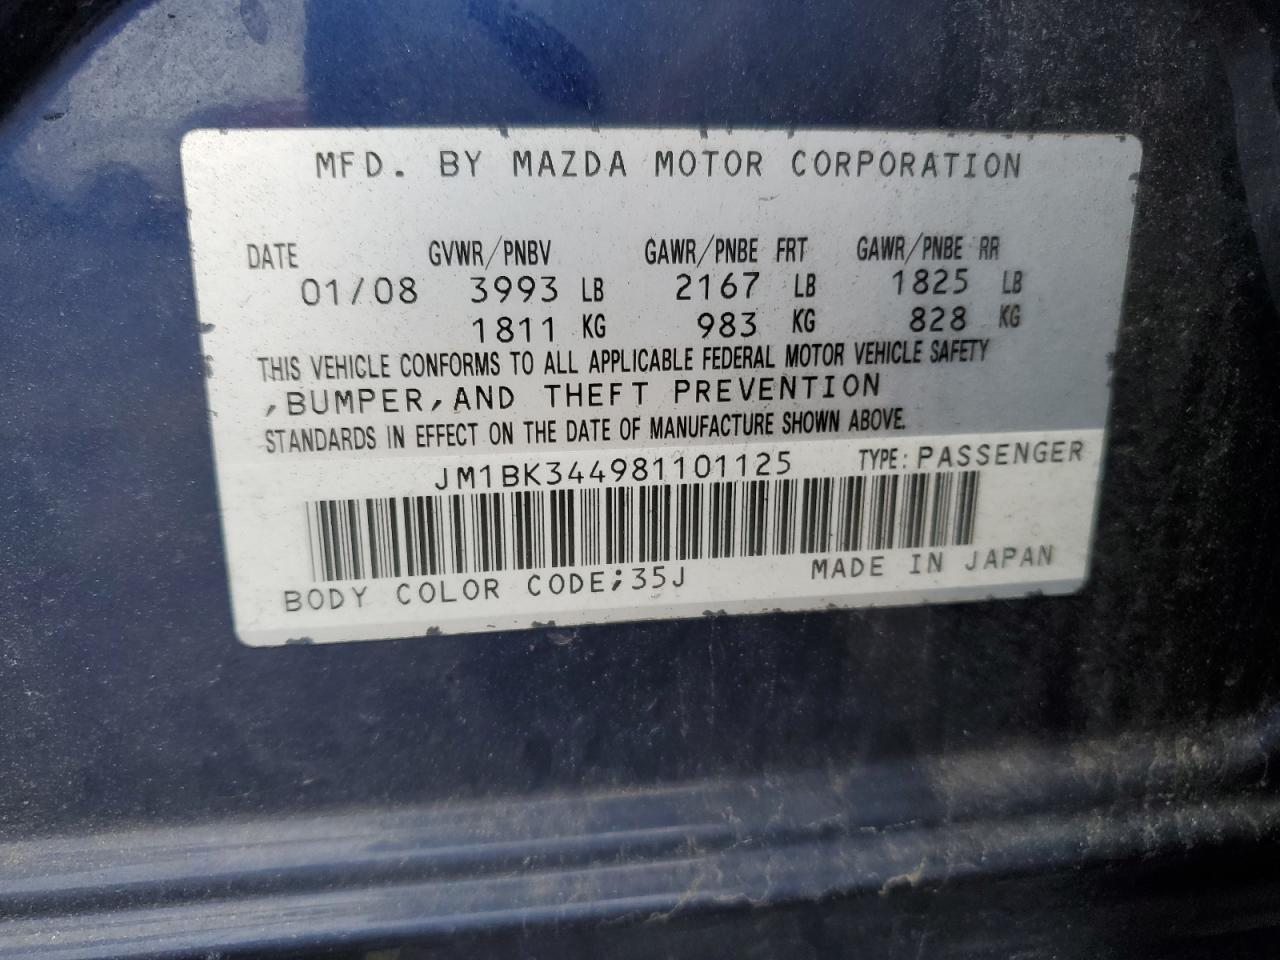 MFD. BY MAZDA MOTOR CORPORATION
DATE GVWR/PNBV GAWR/PNBE FRT GAWR/PNBE RR
01/08 3993 LB 2167 LB 1825 LB
1811 KG 983 KG 828 KG
THIS VEHICLE CONFORMS TO ALL APPLICABLE FEDERAL MOTOR VEHICLE SAFETY
,BUMPER,AND THEFT PREVENTION
STANDARDS IN EFFECT ON THE DATE OF MANUFACTURE SHOWN ABOVE.
JM1BK344981101125 TYPE:PASSENGER
BODY COLOR CODE;35J MADE IN JAPAN